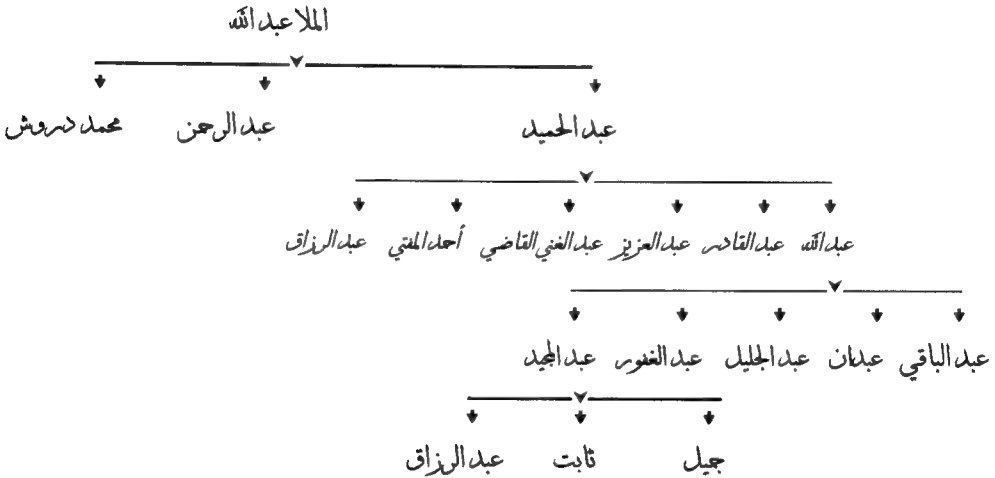 الملا عبد الله
عبد الحميد عبد الرحمن محمد دروش
عبد الله عبد القادر عبد العزيز عبد الغني القاضي أحمد المفتي عبد الرزاق
عبد الباقي عبدان عبد الجليل عبد الغفور عبد المجيد
جميل ثابت عبد الرزاق